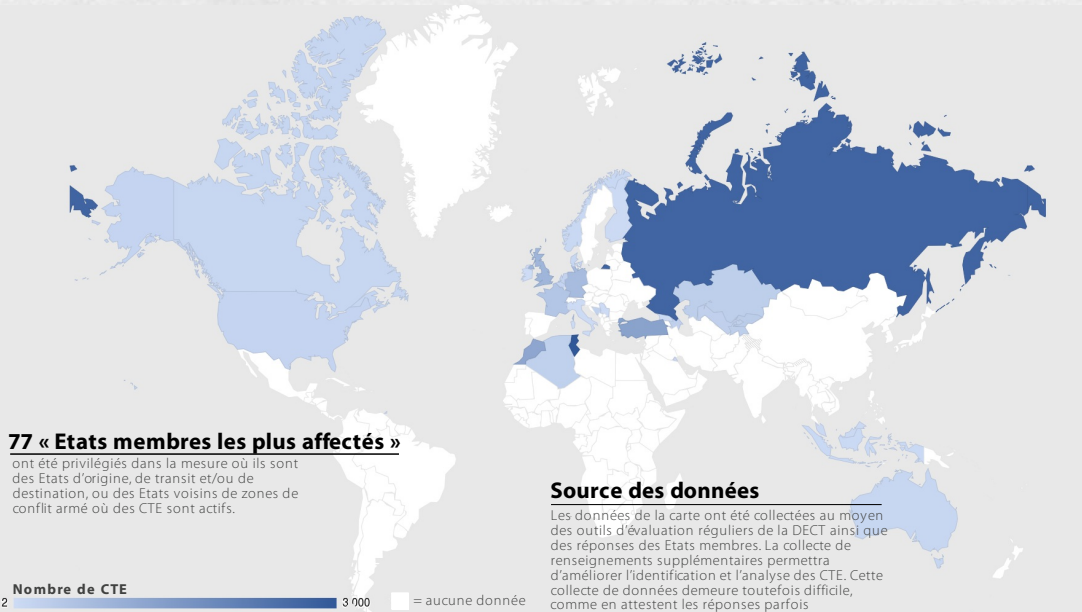 77 « Etats membres les plus affectés »
ont été privilégiés dans la mesure où ils sont
des Etats d'origine, de transit et/ou de
destination, ou des Etats voisins de zones de
conflit armé où des CTE sont actifs.
Source des données
Les données de la carte ont été collectées au moyen
des outils d'évaluation réguliers de la DECT ainsi que
des réponses des Etats membres. La collecte de
renseignements supplémentaires permettra
d'améliorer l'identification et l'analyse des CTE. Cette
collecte de données demeure toutefois difficile,
comme en attestent les réponses parfois
Nombre de CTE
2 3 000 = aucune donnée